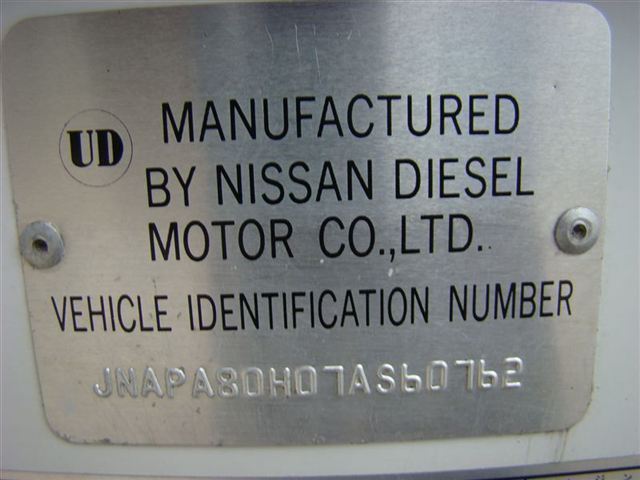 UD
MANUFACTURED
BY NISSAN DIESEL
MOTOR CO.,LTD.
VEHICLE IDENTIFICATION NUMBER
JNAPA80H07AS60762